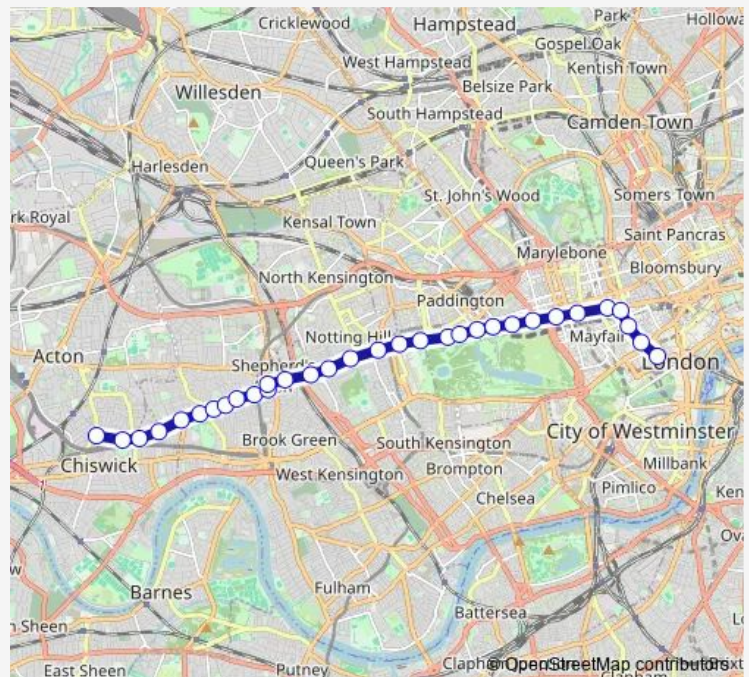 Cricklewood
Hampstead
Park
Hollowa
Gospel Oak
West Hampstead
Kentish Town
Willesden
Belsize Park
South Hampstead
Camden Town
Harlesden
Queen's Park
St. John's Wood
Somers Town
rk Royal
Kensal Town
Saint Pancras
Marylebone
Bloomsbury
North Kensington
Paddington
Notting Hill
Mayfair
Acton
Shepherd's
London
Brook Green
South Kensington
City of Westminster
Chiswick
West Kensington
Brompton
Millbank
Chelsea
Pimlico
Ken
Ova
w
Barnes
Fulham
Battersea
n Sheen
East Sheen
Putney
© OpenStreetMap contributors